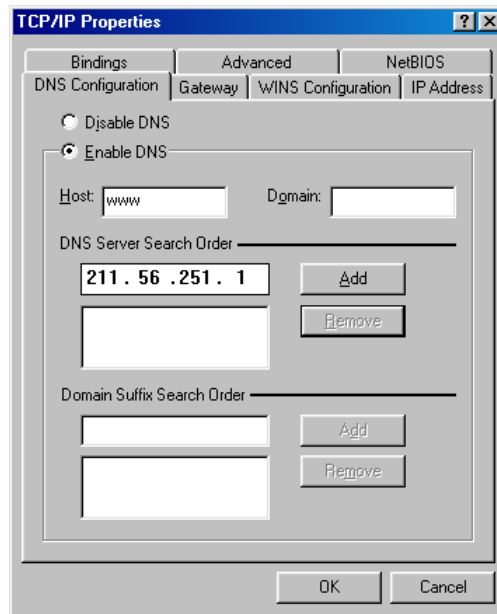 TCP/IP Properties
Bindings Advanced NetBIOS
DNS Configuration Gateway WINS Configuration IP Address
Disable DNS
Enable DNS
Host: www Domain:
DNS Server Search Order
211 . 56 .251 . 1 Add
Remove
Domain Suffix Search Order
Add
Remove
OK Cancel